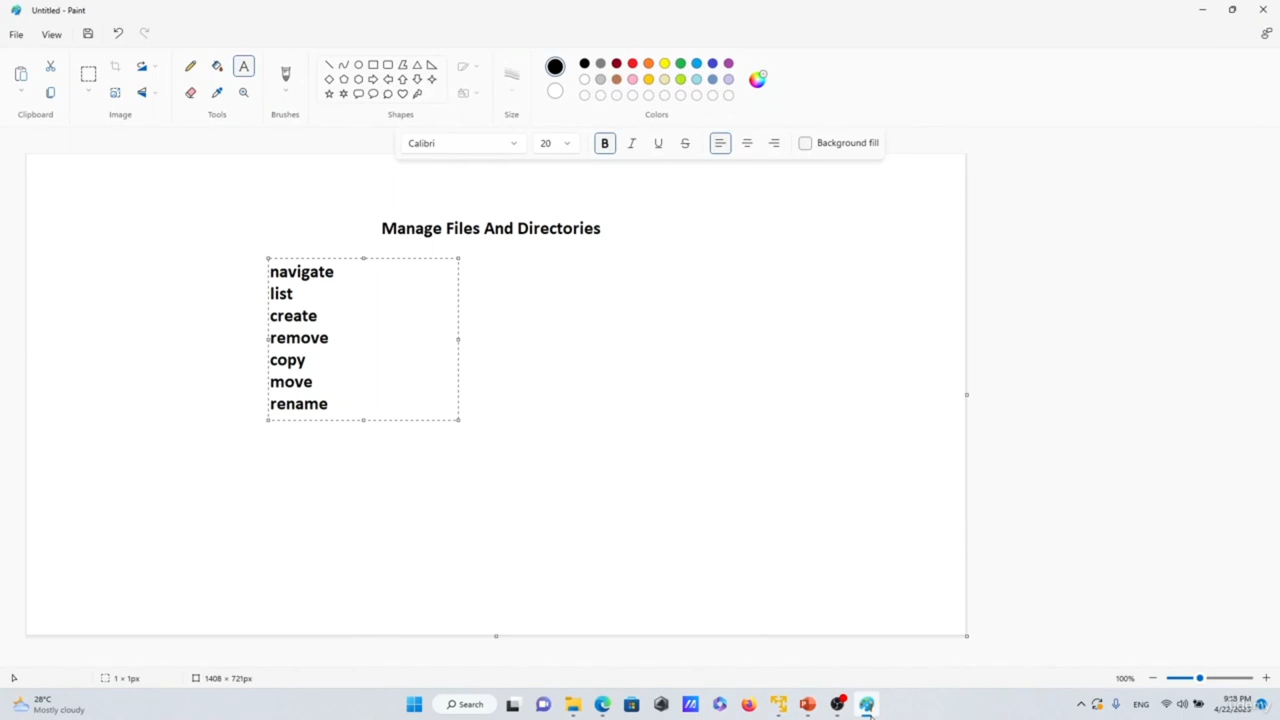 Untitled - Paint
File
View
Clipboard
Image
Tools
Brushes
Shapes
Size
Colors
Calibri
20
B
I
U
S
Background fill
Manage Files And Directories
navigate
list
create
remove
copy
move
rename
1 × 1px
1408 × 721px
100%
28°C
Mostly cloudy
Search
ENG